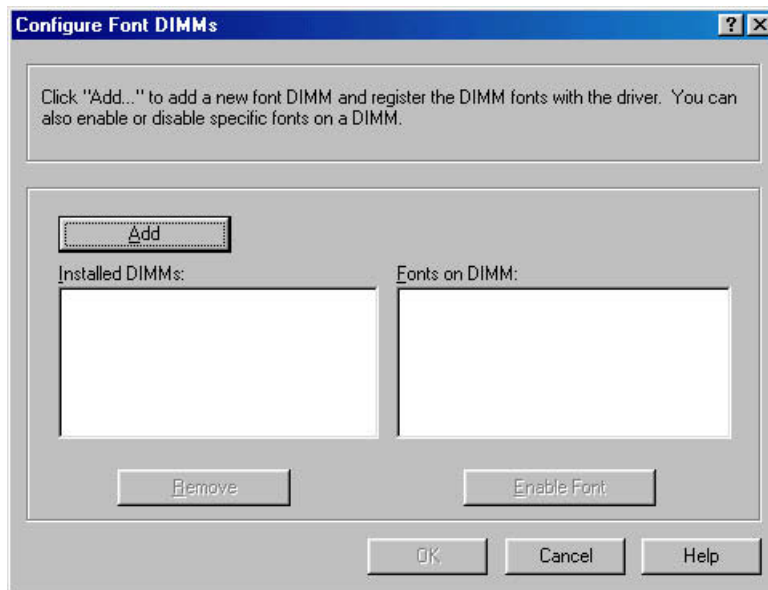 Configure Font DIMMs
Click "Add..." to add a new font DIMM and register the DIMM fonts with the driver. You can
also enable or disable specific fonts on a DIMM.
Add
Installed DIMMs:
Fonts on DIMM:
Remove
Enable Font
OK
Cancel
Help